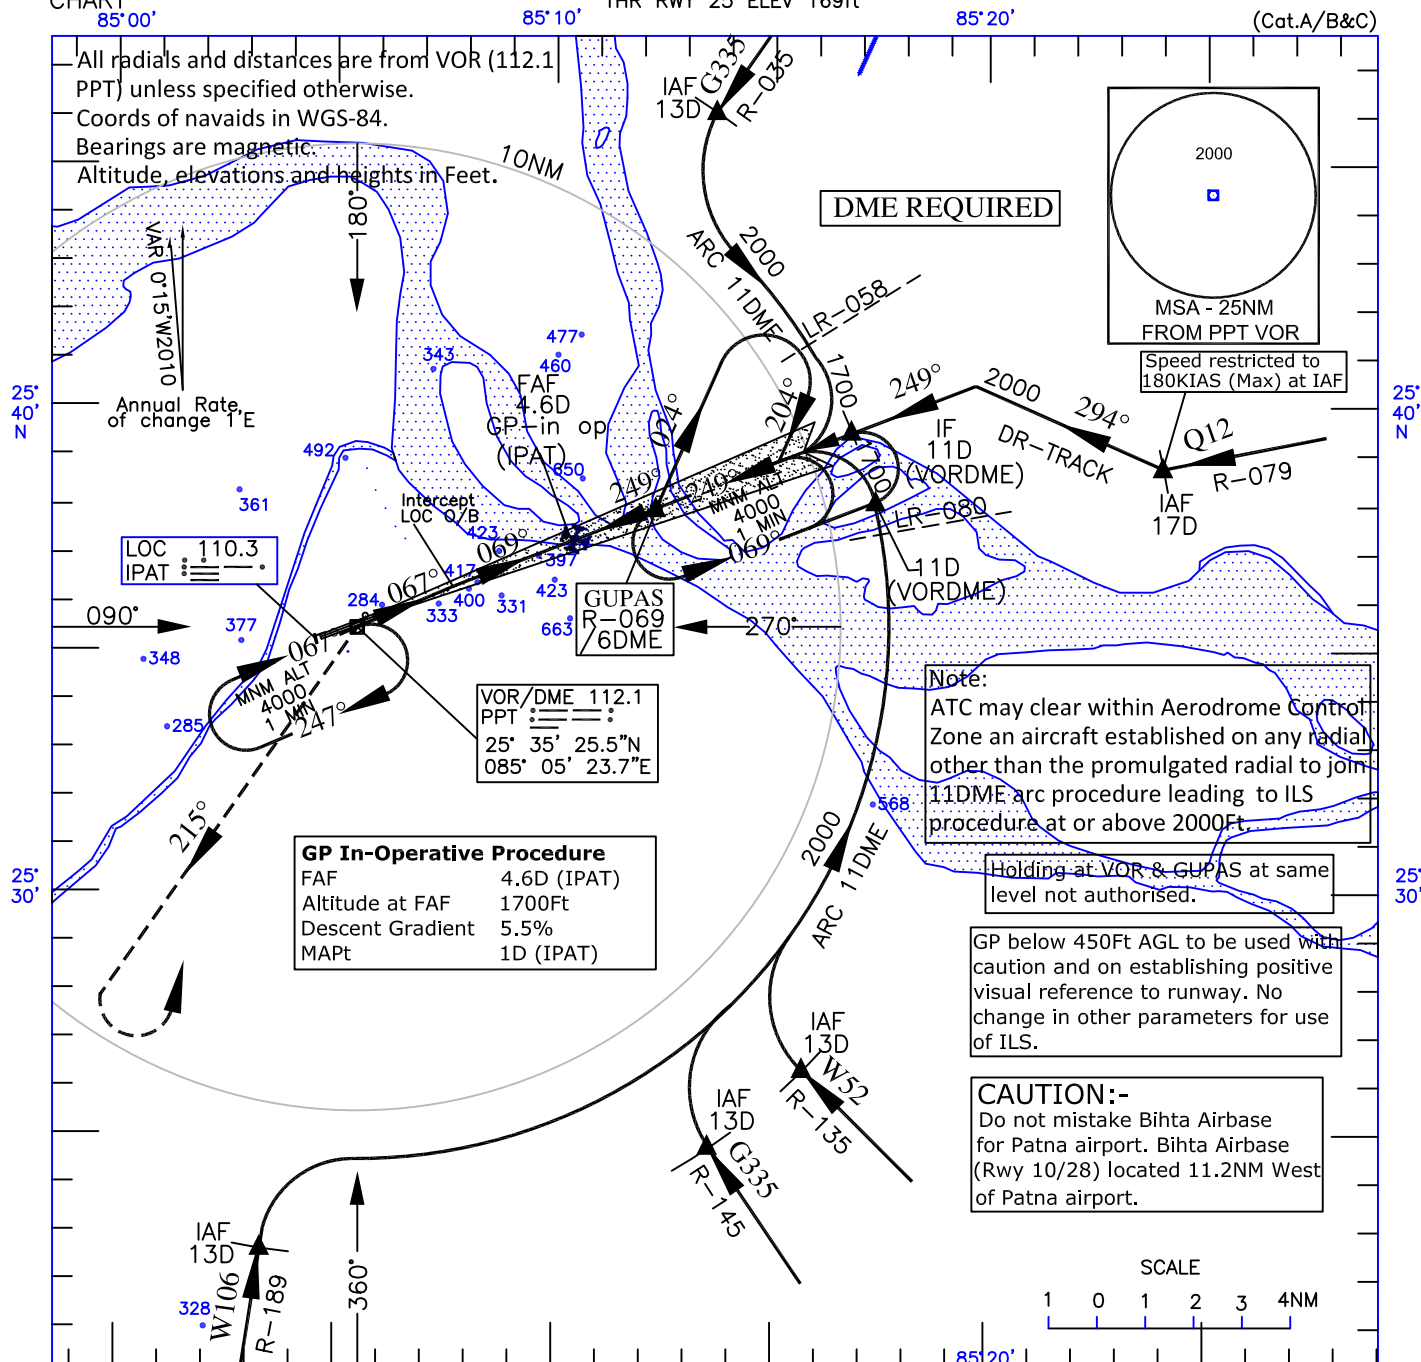 CHART
THR RWY 25 ELEV 169ft
(Cat.A/B&C)
85°00'
85°10'
85°20'
All radials and distances are from VOR (112.1
PPT) unless specified otherwise.
Coords of navaids in WGS-84.
Bearings are magnetic.
Altitude, elevations and heights in Feet.
10NM
180°
VAR 0°15'W2010
Annual Rate
of change 1'E
IAF
13D
G335
R-035
DME REQUIRED
2000
MSA - 25NM
FROM PPT VOR
Speed restricted to
180KIAS (Max) at IAF
2000
ARC 11DME
LR-058
1700
249°
2000
294°
DR-TRACK
Q12
R-079
IAF
17D
IF
11D
(VORDME)
1700
LR-080
11D
(VORDME)
204°
024°
249°
249°
MNM ALT
4000
1 MIN
069°
477
460
343
FAF
4.6D
GP-in op
(IPAT)
650
492
361
Intercept
LOC O/B
423
069°
067°
417
397
400
423
331
333
284
663
377
348
285
25°
40'
N
25°
40'
N
LOC 110.3
IPAT
090°
270°
GUPAS
R-069
/6DME
067°
MNM ALT
4000
1 MIN
247°
VOR/DME 112.1
PPT
25° 35' 25.5"N
085° 05' 23.7"E
215°
Note:
ATC may clear within Aerodrome Control
Zone an aircraft established on any radial
other than the promulgated radial to join
11DME arc procedure leading to ILS
procedure at or above 2000Ft.
568
2000
ARC 11DME
GP In-Operative Procedure
FAF 4.6D (IPAT)
Altitude at FAF 1700Ft
Descent Gradient 5.5%
MAPt 1D (IPAT)
Holding at VOR & GUPAS at same
level not authorised.
25°
30'
25°
30'
GP below 450Ft AGL to be used with
caution and on establishing positive
visual reference to runway. No
change in other parameters for use
of ILS.
IAF
13D
W52
R-135
IAF
13D
G335
R-145
CAUTION:-
Do not mistake Bihta Airbase
for Patna airport. Bihta Airbase
(Rwy 10/28) located 11.2NM West
of Patna airport.
IAF
13D
W106
R-189
360°
328
SCALE
1 0 1 2 3 4NM
85°20'